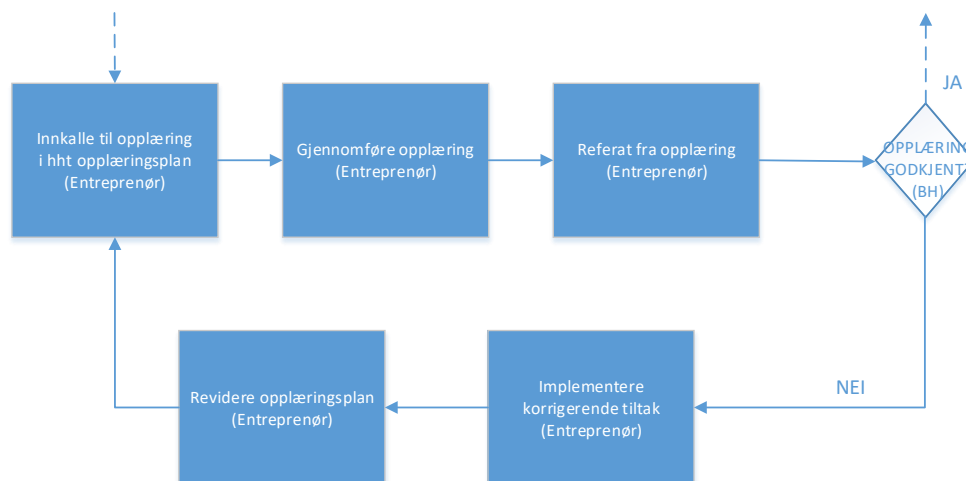 JA
Innkalle til opplæring
i hht opplæringsplan
(Entreprenør)
Gjennomføre opplæring
(Entreprenør)
Referat fra opplæring
(Entreprenør)
OPPLÆRING
GODKJENT?
(BH)
NEI
Revidere opplæringsplan
(Entreprenør)
Implementere
korrigerende tiltak
(Entreprenør)